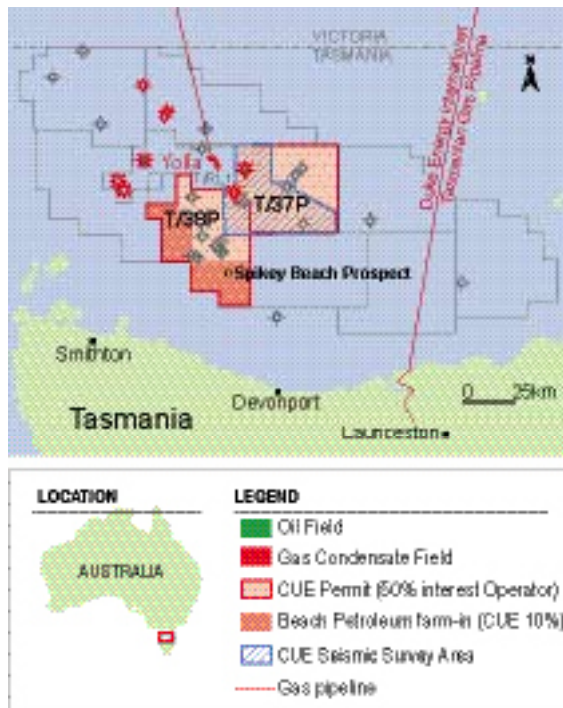 VICTORIA
TASMANIA
Duke Energy International
Tasmanian Gas Pipeline
Yolla
T/RL1
T/38P
T/37P
Spikey Beach Prospect
Smithton
Devonport
0 25km
Tasmania
Launceston
LOCATION
AUSTRALIA
LEGEND
Oil Field
Gas Condensate Field
CUE Permit (50% interest Operator)
Beach Petroleum farm-in (CUE 10%)
CUE Seismic Survey Area
Gas pipeline